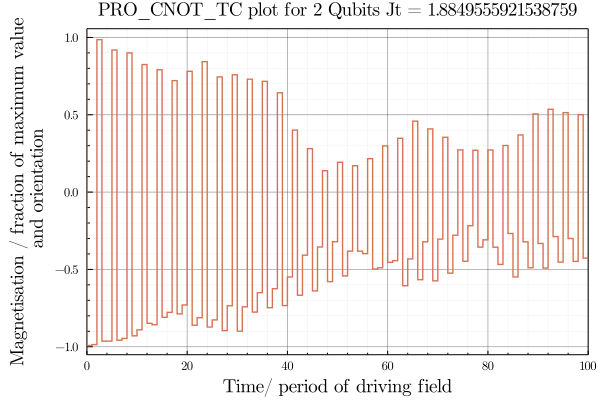 PRO_CNOT_TC plot for 2 Qubits Jt = 1.8849555921538759
Magnetisation / fraction of maximum value
and orientation
1.0
0.5
0.0
−0.5
−1.0
0 20 40 60 80 100
Time/ period of driving field